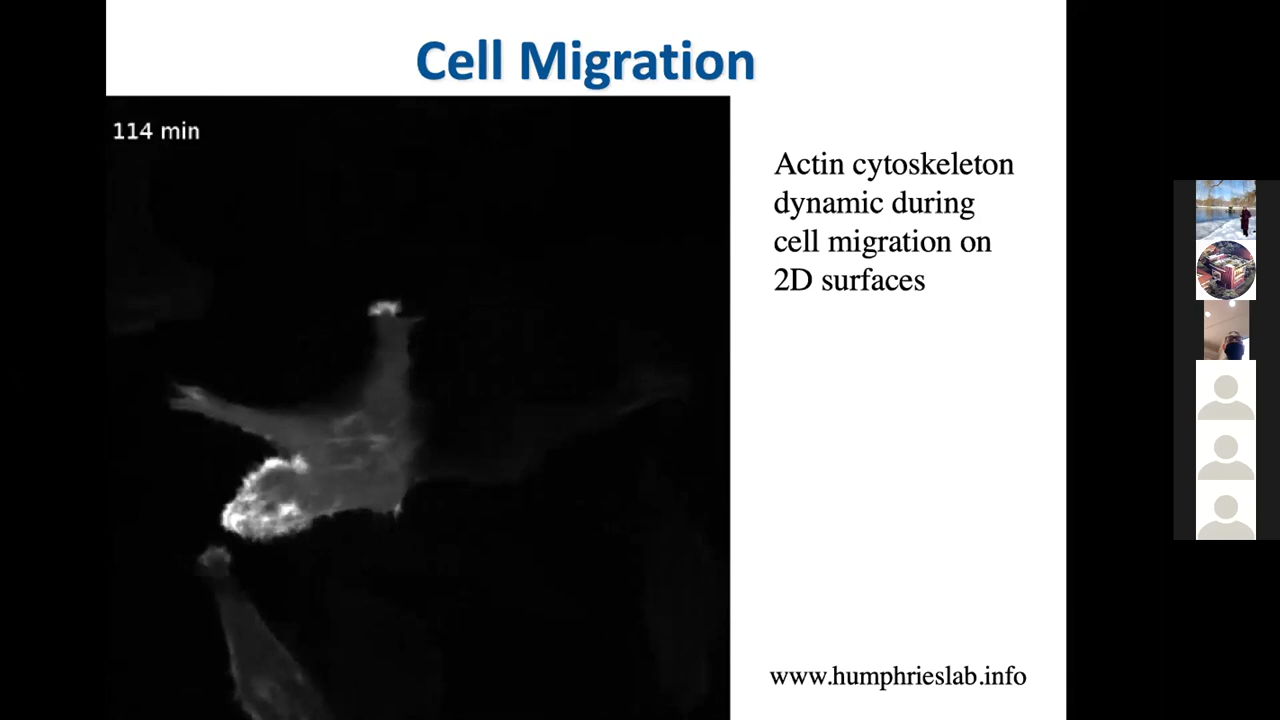 Cell Migration
114 min
Actin cytoskeleton
dynamic during
cell migration on
2D surfaces
www.humphrieslab.info